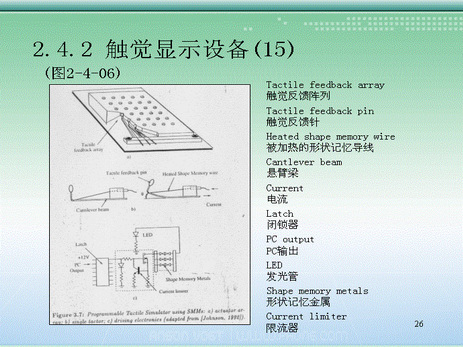 2.4.2 触觉显示设备(15)
(图2-4-06)
Tactile
feedback array
a)
Tactile feedback pin
Heated Shape Memory wire
Cantilever beam
b)
Current
LED
Latch
+12V
PC
Output
Shape Memory Metals
Current limiter
c)
Figure 3.7: Programmable Tactile Simulator using SMMs: a) actuator ar-
ray; b) single tactor; c) driving electronics (adapted from [Johnson, 1990]).
Tactile feedback array
触觉反馈阵列
Tactile feedback pin
触觉反馈针
Heated shape memory wire
被加热的形状记忆导线
Cantlever beam
悬臂梁
Current
电流
Latch
闭锁器
PC output
PC输出
LED
发光管
Shape memory metals
形状记忆金属
Current limiter
限流器
26